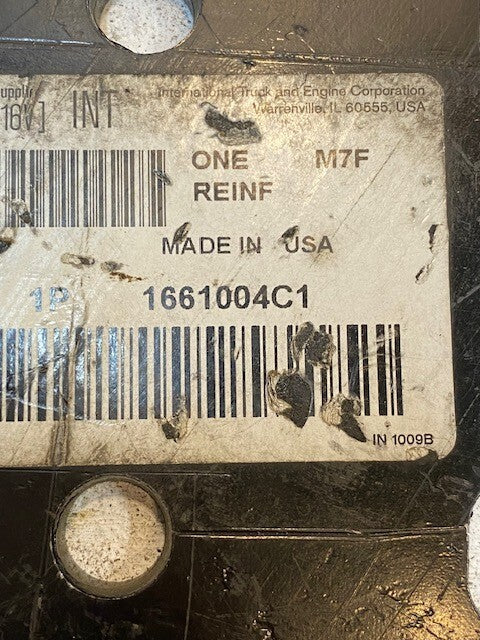 supply
16V] INT
International Truck and Engine Corporation
Warrenville, IL 60555, USA
ONE M7F
REINF
MADE IN USA
1P 1661004C1
IN 1009B